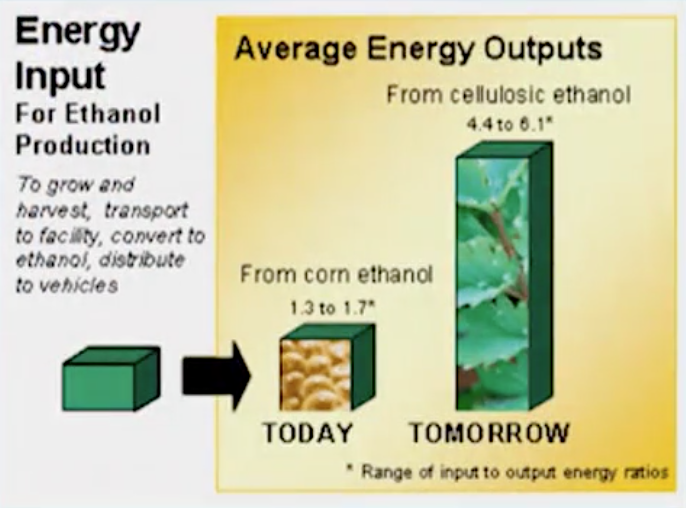 Energy
Input
For Ethanol
Production
To grow and
harvest, transport
to facility, convert to
ethanol, distribute
to vehicles
Average Energy Outputs
From cellusosic ethanol
4.4 to 6.1*
From corn ethanol
1.3 to 1.7*
TODAY
TOMORROW
* Range of input to output energy ratios